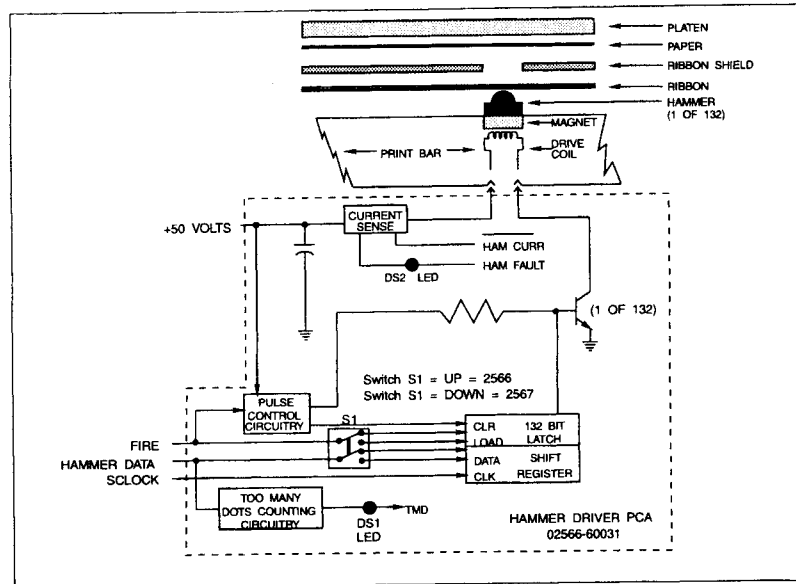 PLATEN
PAPER
RIBBON SHIELD
RIBBON
HAMMER
(1 OF 132)
MAGNET
PRINT BAR
DRIVE
COIL
+50 VOLTS
CURRENT
SENSE
HAM CURR
HAM FAULT
DS2 LED
(1 OF 132)
Switch S1 = UP = 2566
Switch S1 = DOWN = 2567
PULSE
CONTROL
CIRCUITRY
S1
CLR
132 BIT
LOAD
LATCH
FIRE
HAMMER DATA
DATA
SHIFT
SCLOCK
CLK
REGISTER
TOO MANY
DOTS COUNTING
CIRCUITRY
DS1
LED
TMD
HAMMER DRIVER PCA
02566-60031